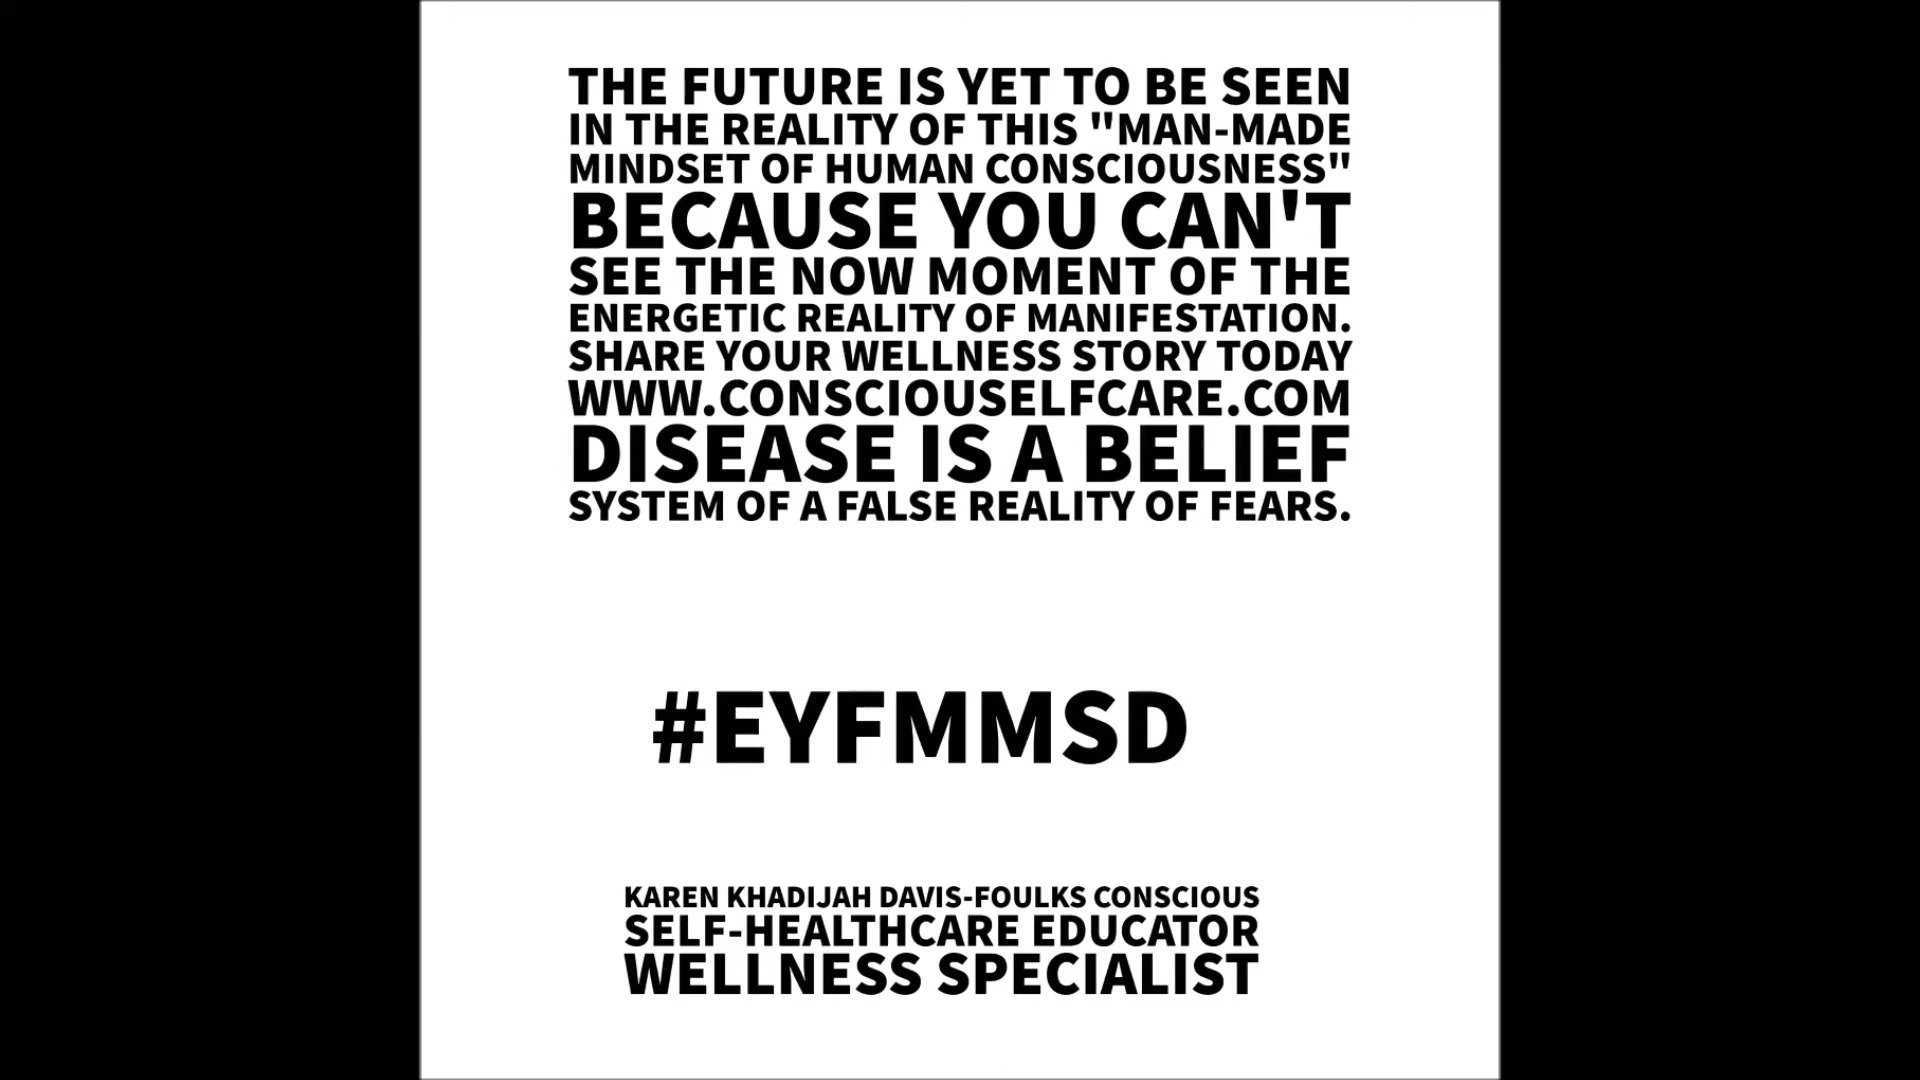 THE FUTURE IS YET TO BE SEEN
IN THE REALITY OF THIS "MAN-MADE
MINDSET OF HUMAN CONSCIOUSNESS"
BECAUSE YOU CAN'T
SEE THE NOW MOMENT OF THE
ENERGETIC REALITY OF MANIFESTATION.
SHARE YOUR WELLNESS STORY TODAY
WWW.CONSCIOUSELFCARE.COM
DISEASE IS A BELIEF
SYSTEM OF A FALSE REALITY OF FEARS.
#EYFMMSD
KAREN KHADIJAH DAVIS-FOULKS CONSCIOUS
SELF-HEALTHCARE EDUCATOR
WELLNESS SPECIALIST